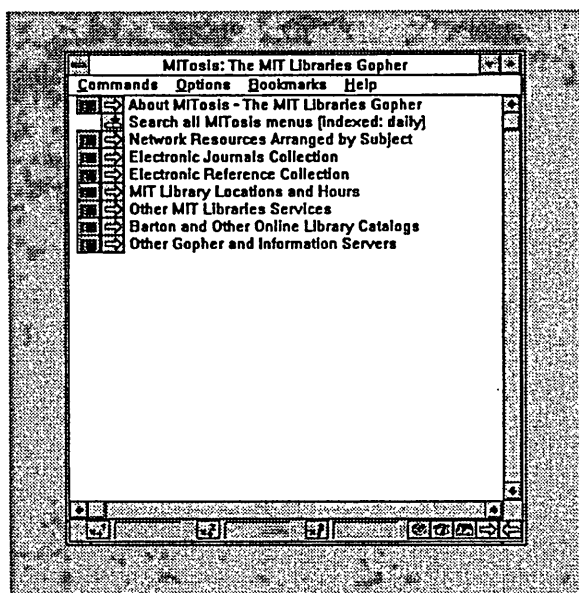 MITosis: The MIT Libraries Gopher
Commands Options Bookmarks Help
About MITosis - The MIT Libraries Gopher
Search all MITosis menus (indexed: daily)
Network Resources Arranged by Subject
Electronic Journals Collection
Electronic Reference Collection
MIT Library Locations and Hours
Other MIT Libraries Services
Barton and Other Online Library Catalogs
Other Gopher and Information Servers